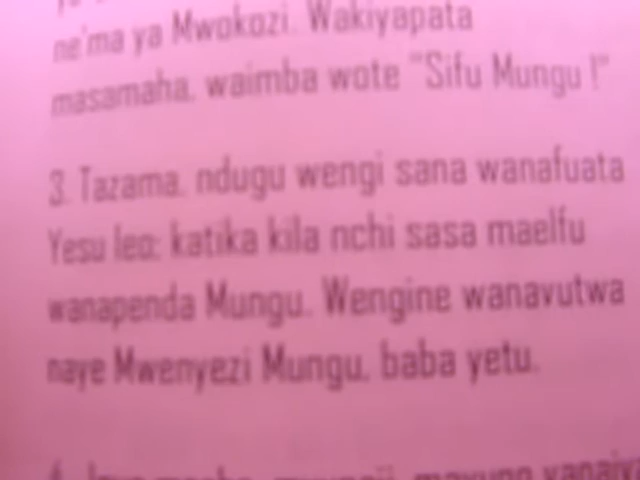 ne'ma ya Mwokozi. Wakiyapata
masamaha, waimba wote "Sifu Mungu !"
3. Tazama, ndugu wengi sana wanafuata
Yesu leo; katika kila nchi sasa maelfu
wanapenda Mungu. Wengine wanavutwa
naye Mwenyezi Mungu, baba yetu.